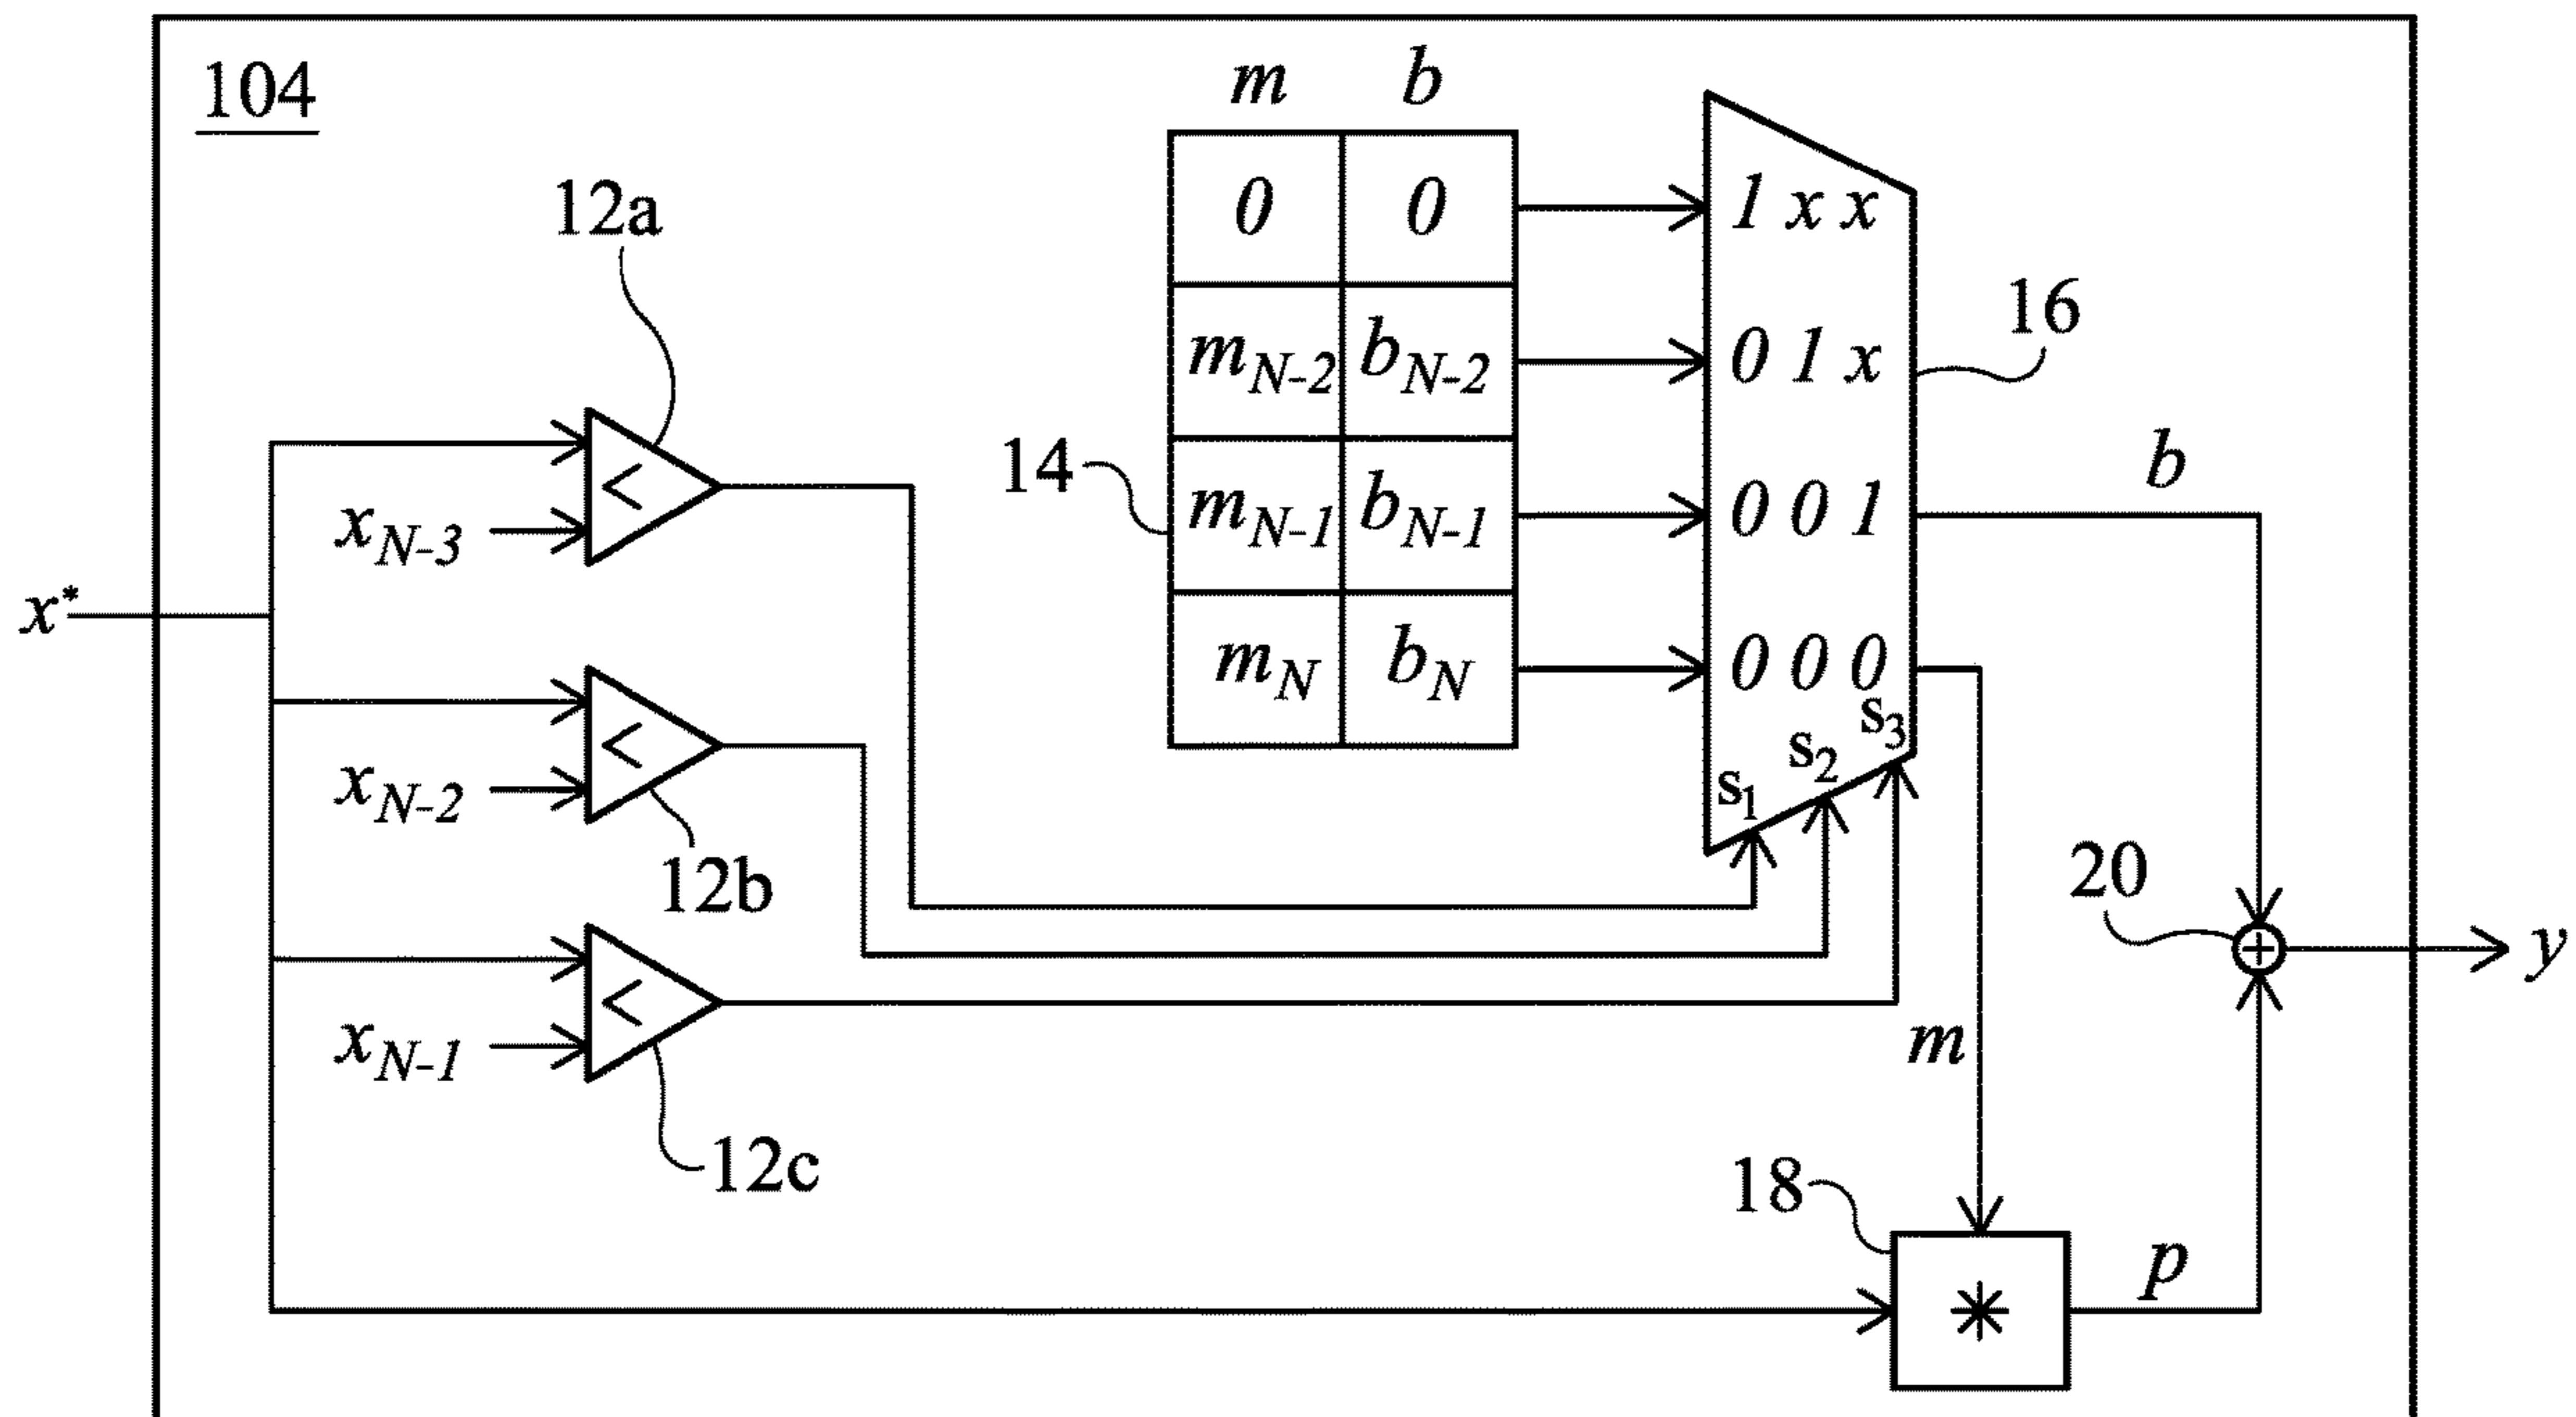 104
m b
12a
0 0
1 x x
16
m_{N-2} b_{N-2}
0 1 x
14
m_{N-1} b_{N-1}
0 0 1
b
<
x_{N-3}
x*
m_N b_N
0 0 0
s_1 s_2 s_3
<
x_{N-2}
12b
20
+
y
<
x_{N-1}
m
12c
18
*
p